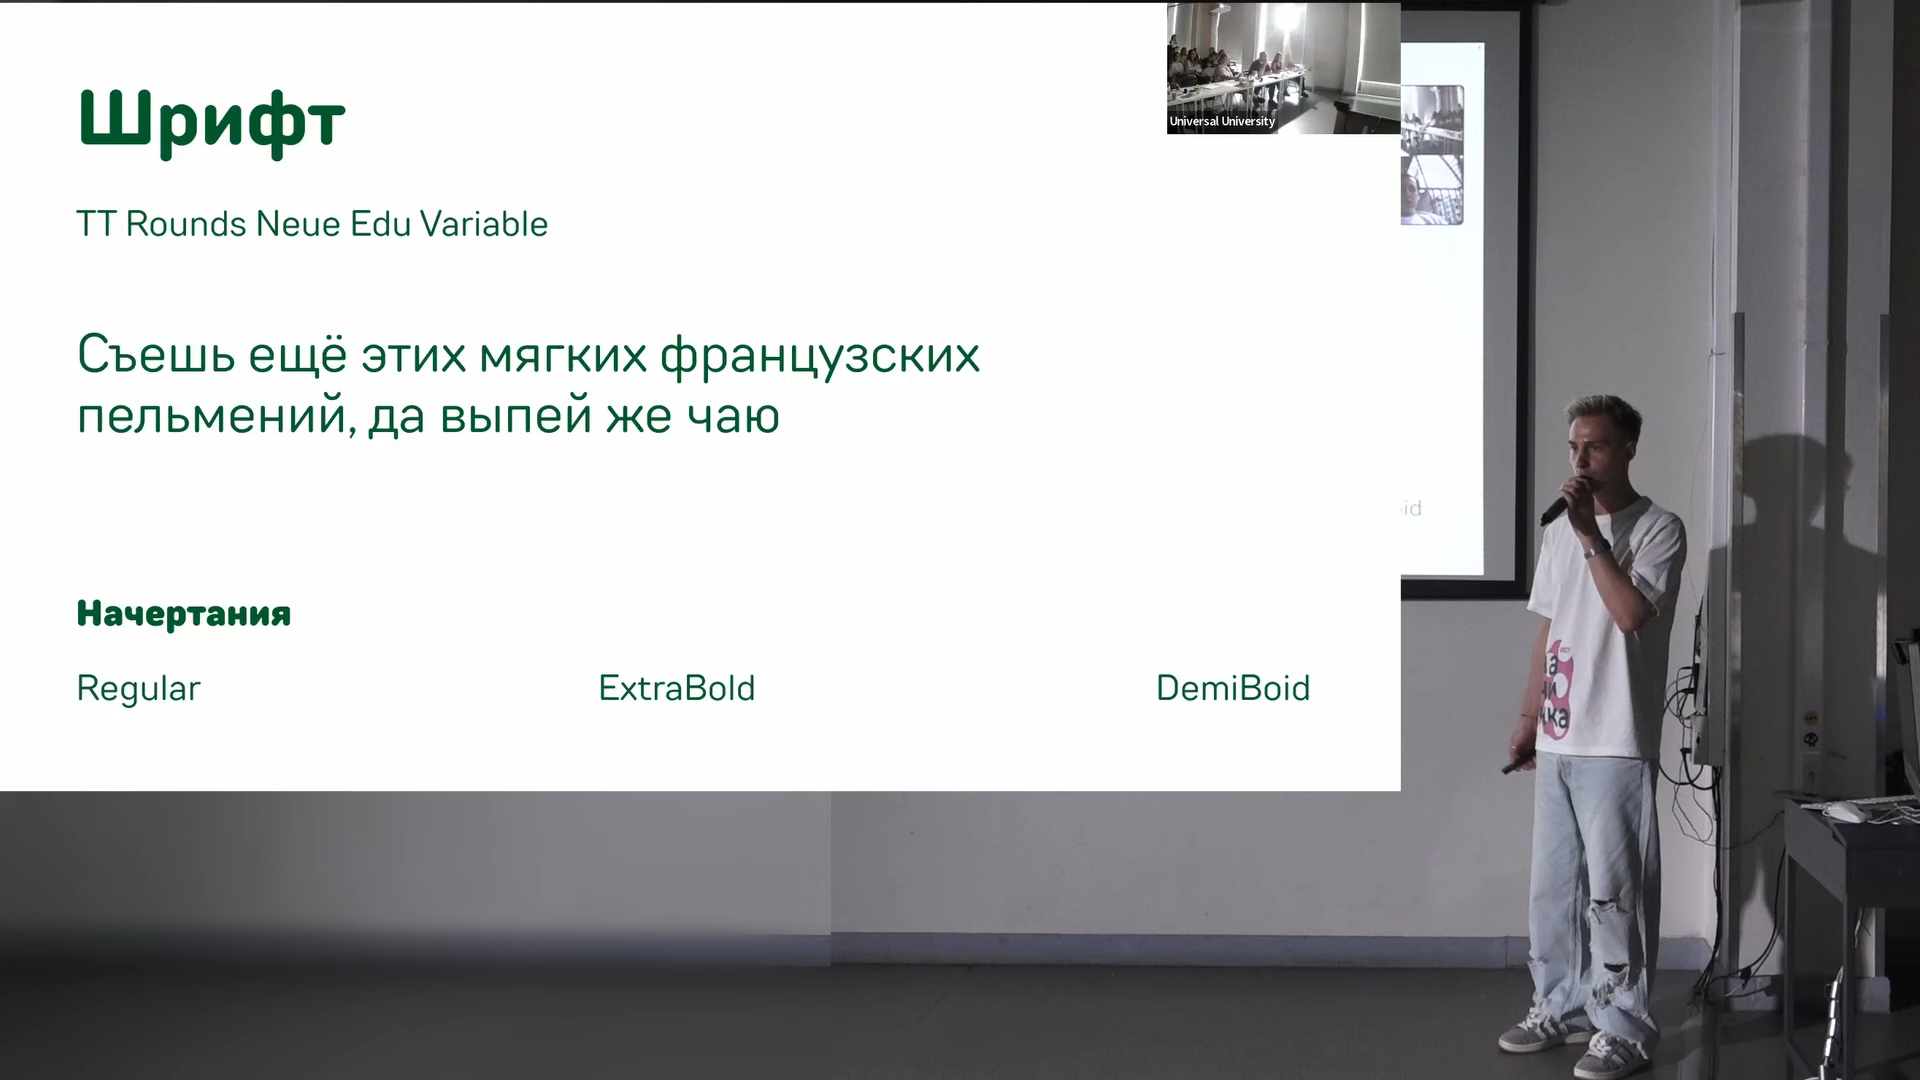 Шрифт
TT Rounds Neue Edu Variable
Съешь ещё этих мягких французских
пельмений, да выпей же чаю
Начертания
Regular
ExtraBold
DemiBoid
Universal University